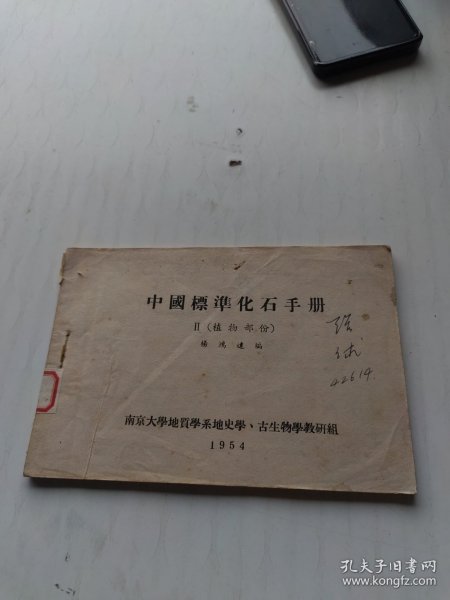 中國標準化石手册
II（植物部份）
楊鴻達編
22614.
南京大學地質學系地史學、古生物學教研組
1954
孔夫子旧书网
www.kongfz.com